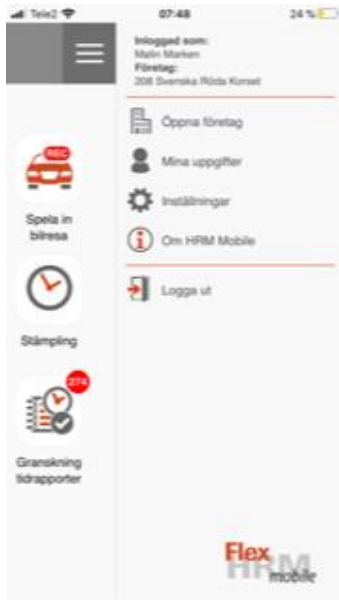 Tele2
07:48
24 %
Inloggad som:
Malin Marken
Företag:
208 Svenska Röda Korset
Öppna företag
Mina uppgifter
Inställningar
Om HRM Mobile
Logga ut
REC
Spela in
bilresa
Stämpling
274
Granskning
tidrapporter
Flex
HRM
mobile